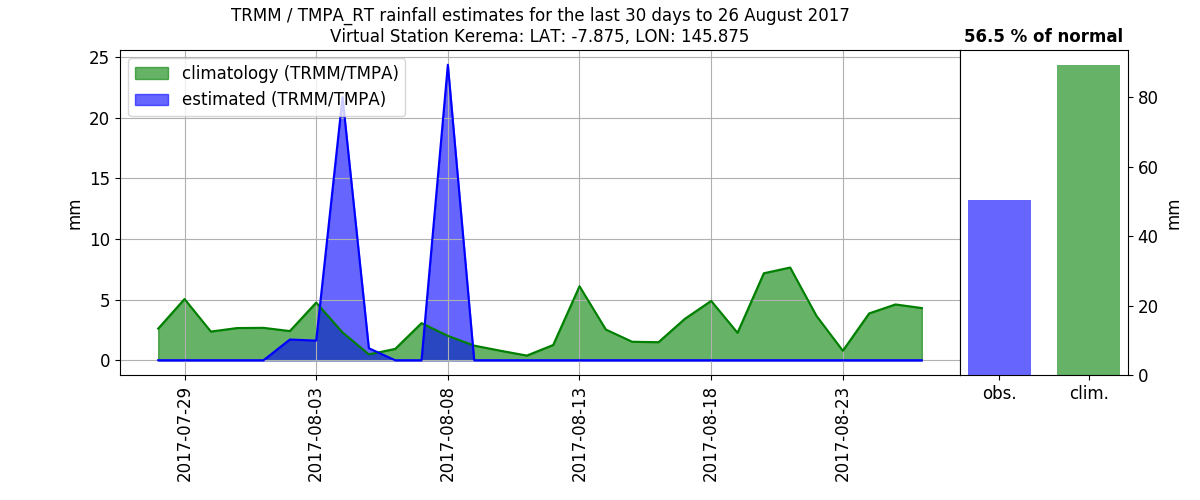 TRMM / TMPA_RT rainfall estimates for the last 30 days to 26 August 2017
Virtual Station Kerema: LAT: -7.875, LON: 145.875
56.5 % of normal
climatology (TRMM/TMPA)
estimated (TRMM/TMPA)
25
20
15
10
5
0
mm
2017-07-29
2017-08-03
2017-08-08
2017-08-13
2017-08-18
2017-08-23
80
60
40
20
0
mm
obs.
clim.